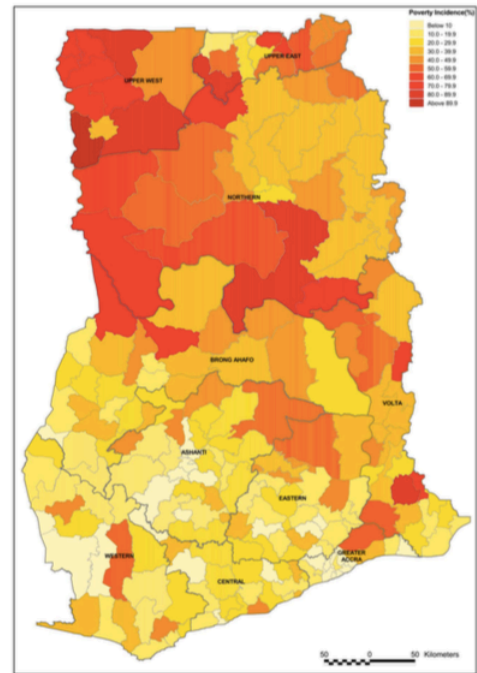 Poverty Incidence(%)
Below 10
10.0 - 19.9
20.0 - 29.9
30.0 - 39.9
40.0 - 49.9
50.0 - 59.9
60.0 - 69.9
70.0 - 79.9
80.0 - 89.9
Above 89.9
UPPER WEST
UPPER EAST
NORTHERN
BRONG AHAFO
VOLTA
ASHANTI
EASTERN
WESTERN
GREATER
ACCRA
CENTRAL
50 0 50 Kilometers